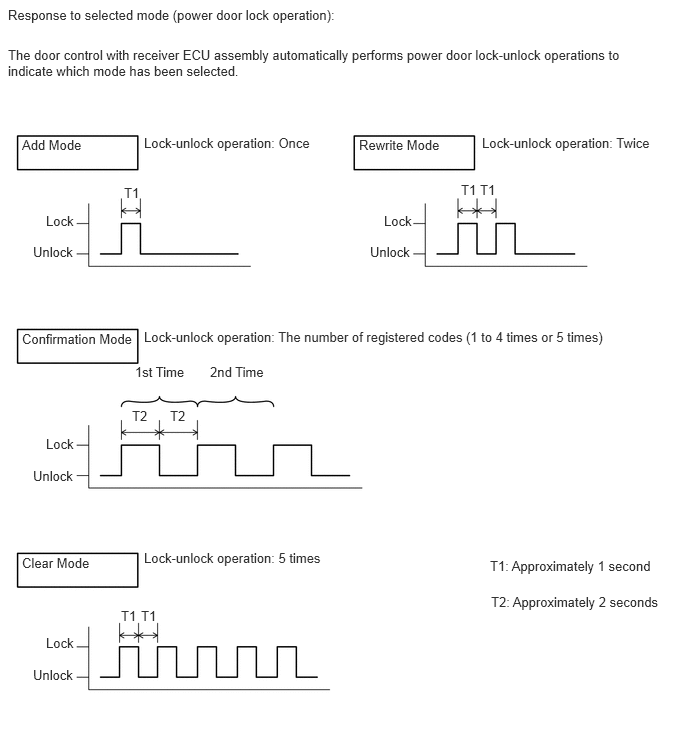 Response to selected mode (power door lock operation):
The door control with receiver ECU assembly automatically performs power door lock-unlock operations to
indicate which mode has been selected.
Add Mode
Lock-unlock operation: Once
T1
Lock
Unlock
Rewrite Mode
Lock-unlock operation: Twice
T1 T1
Lock
Unlock
Confirmation Mode
Lock-unlock operation: The number of registered codes (1 to 4 times or 5 times)
1st Time
2nd Time
T2
T2
Lock
Unlock
Clear Mode
Lock-unlock operation: 5 times
T1 T1
Lock
Unlock
T1: Approximately 1 second
T2: Approximately 2 seconds